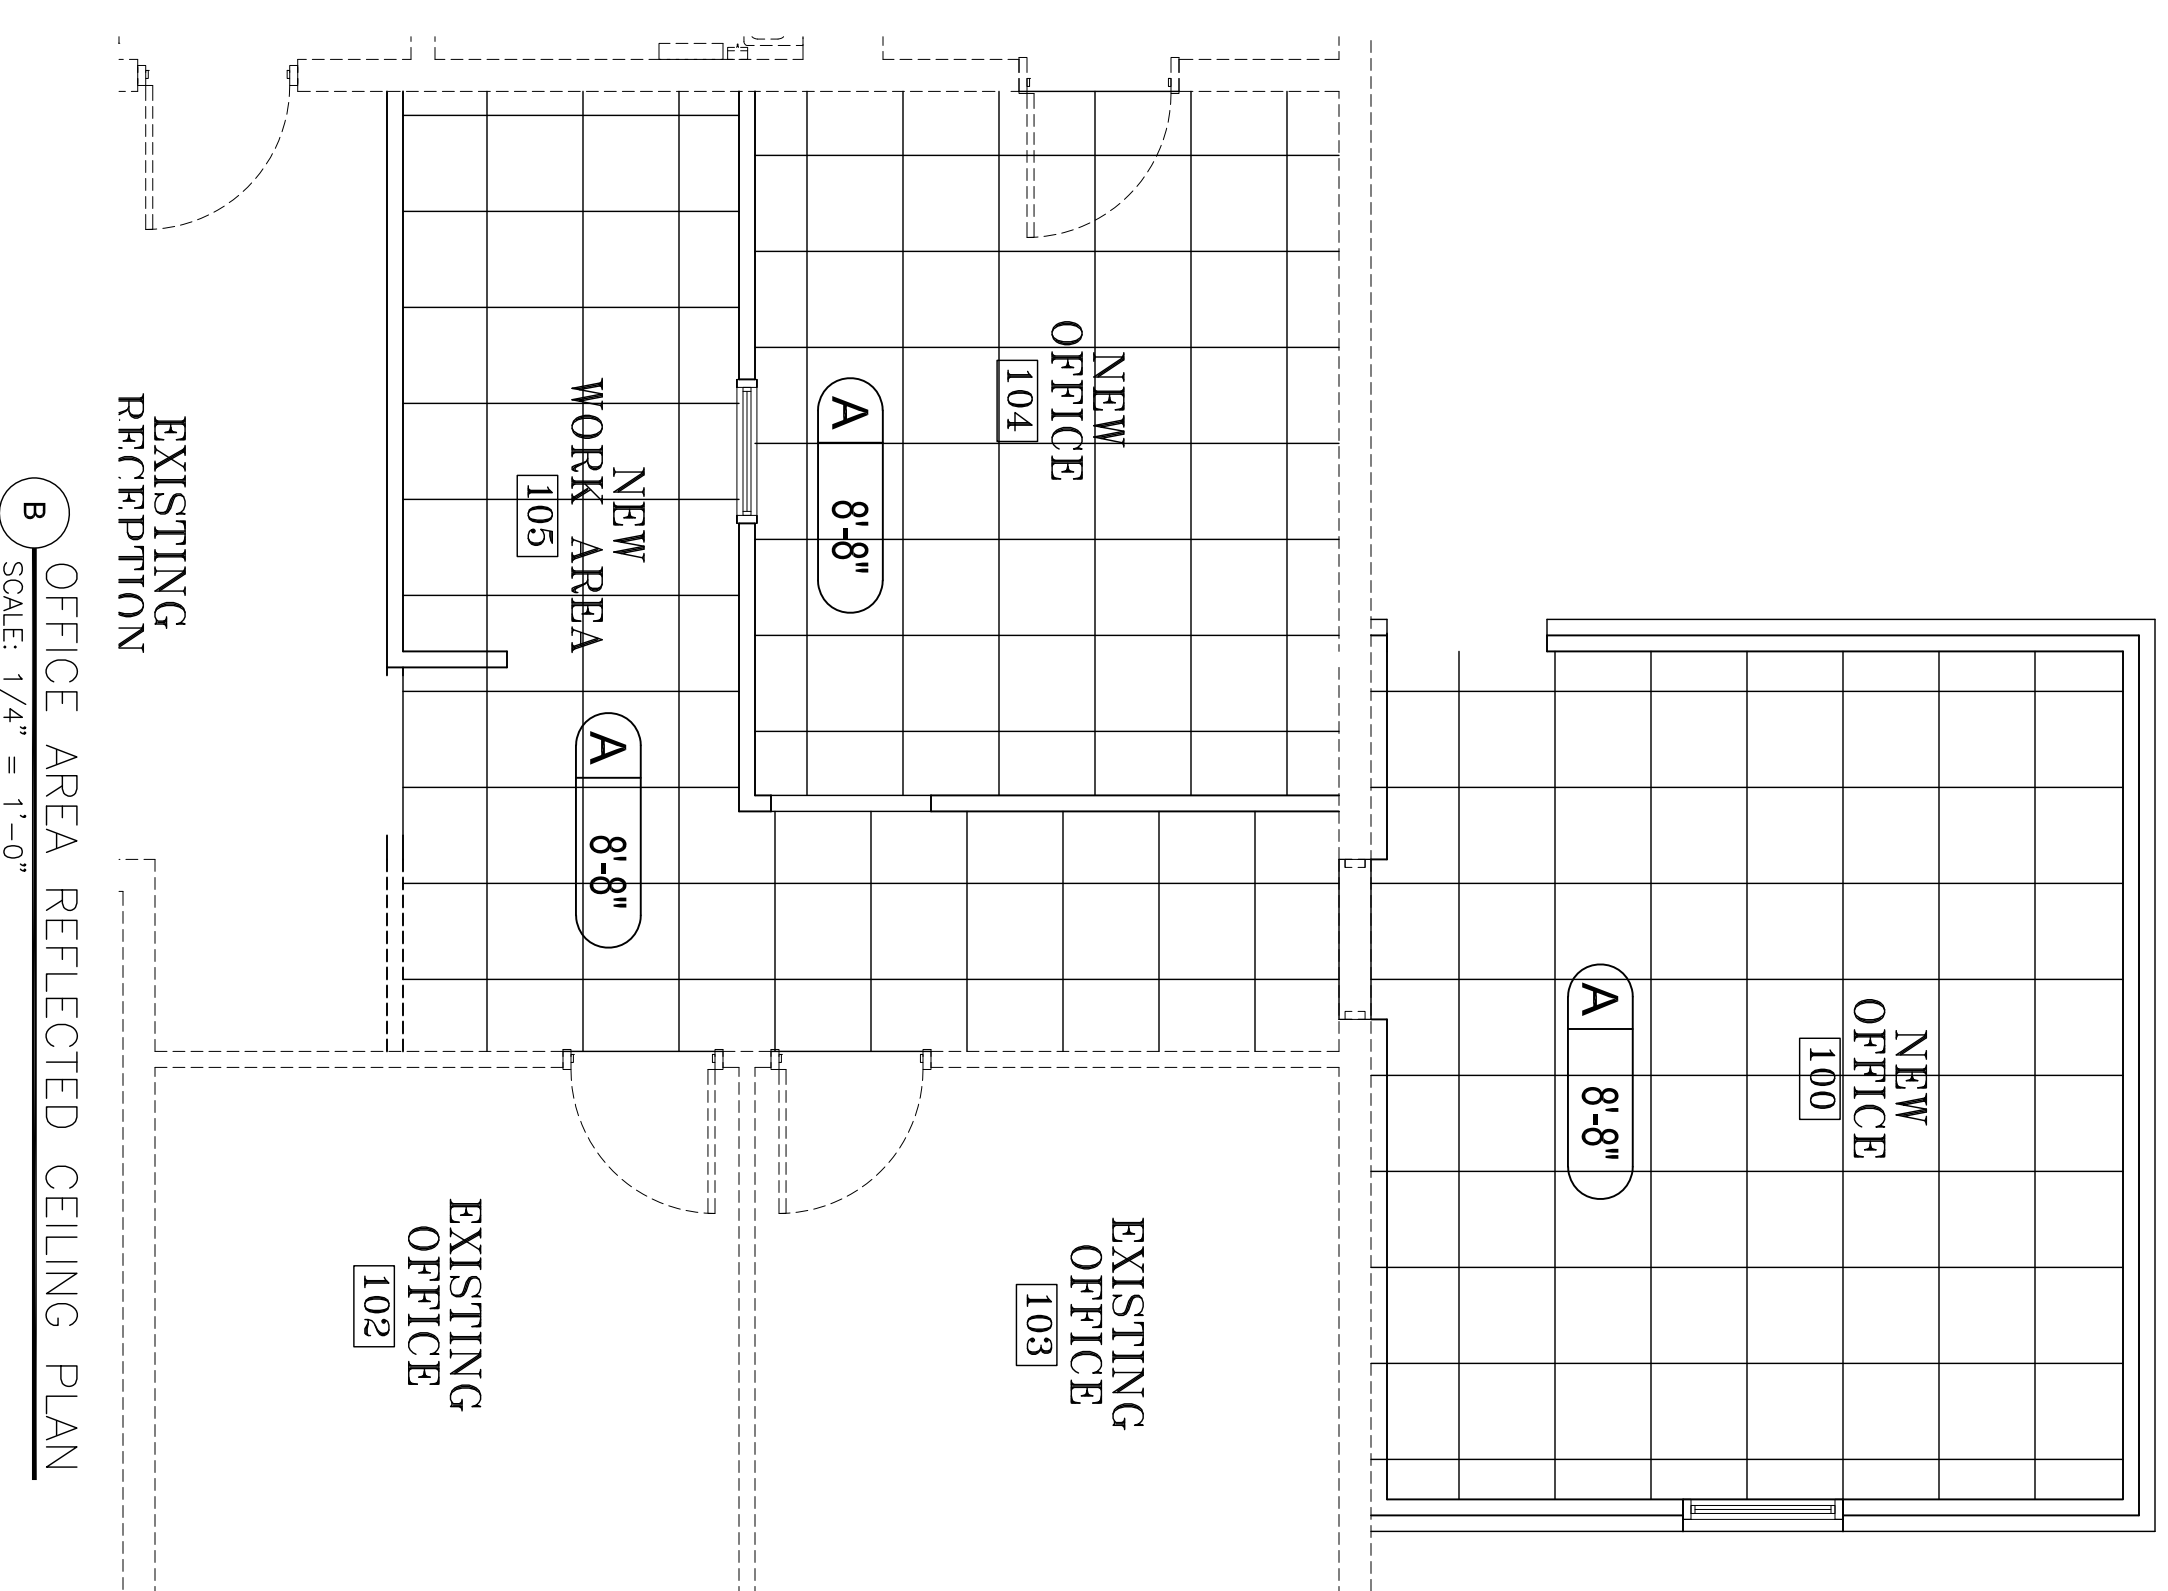 NEW
OFFICE
100
A 8'-8"
NEW
OFFICE
104
A 8'-8"
EXISTING
OFFICE
103
NEW
WORK AREA
105
A 8'-8"
EXISTING
OFFICE
102
EXISTING
RECEPTION
B OFFICE AREA REFLECTED CEILING PLAN
SCALE: 1/4" = 1'-0"